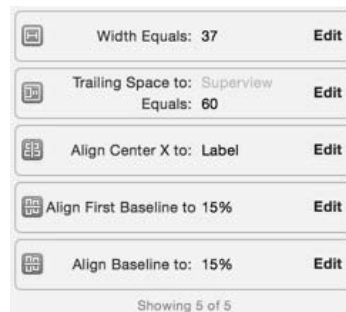 Width Equals: 37 Edit
Trailing Space to: Superview
Equals: 60 Edit
Align Center X to: Label Edit
Align First Baseline to 15% Edit
Align Baseline to: 15% Edit
Showing 5 of 5